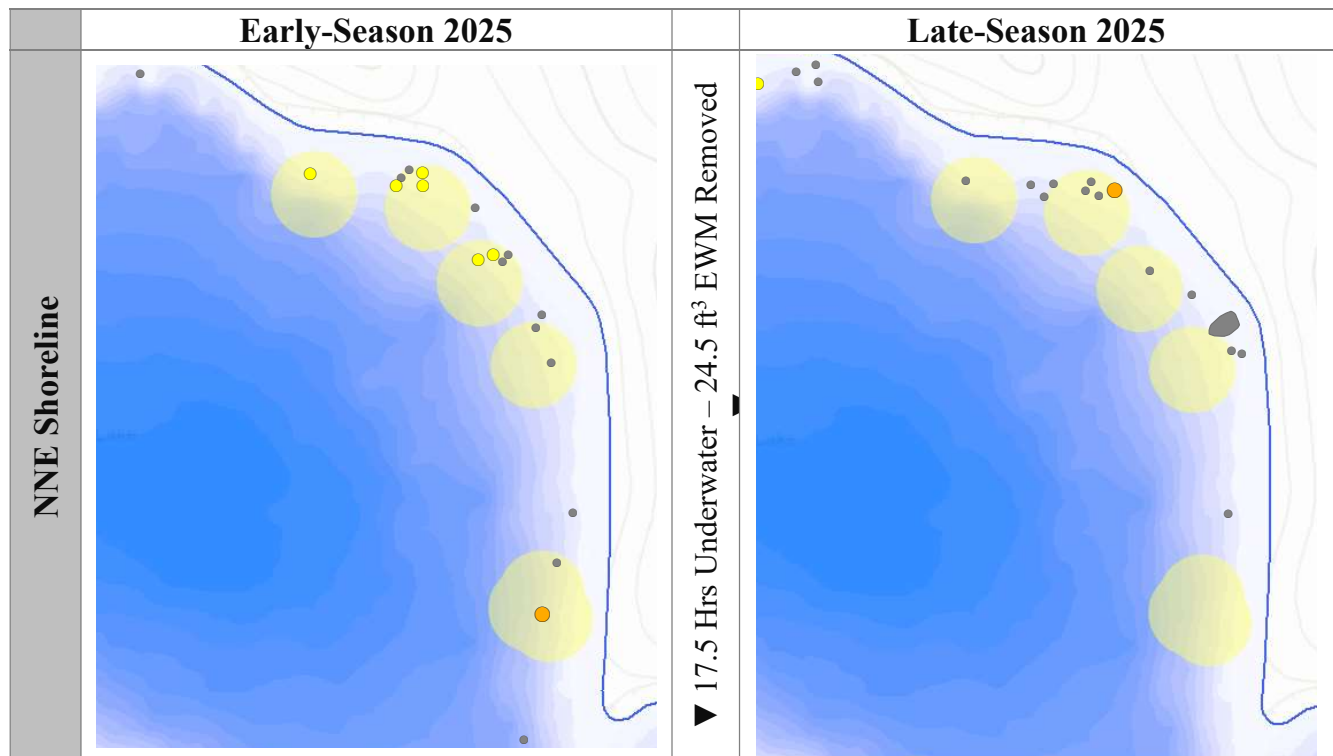 Early-Season 2025
Late-Season 2025
NNE Shoreline
▼ 17.5 Hrs Underwater – 24.5 ft³ EWM Removed ▼